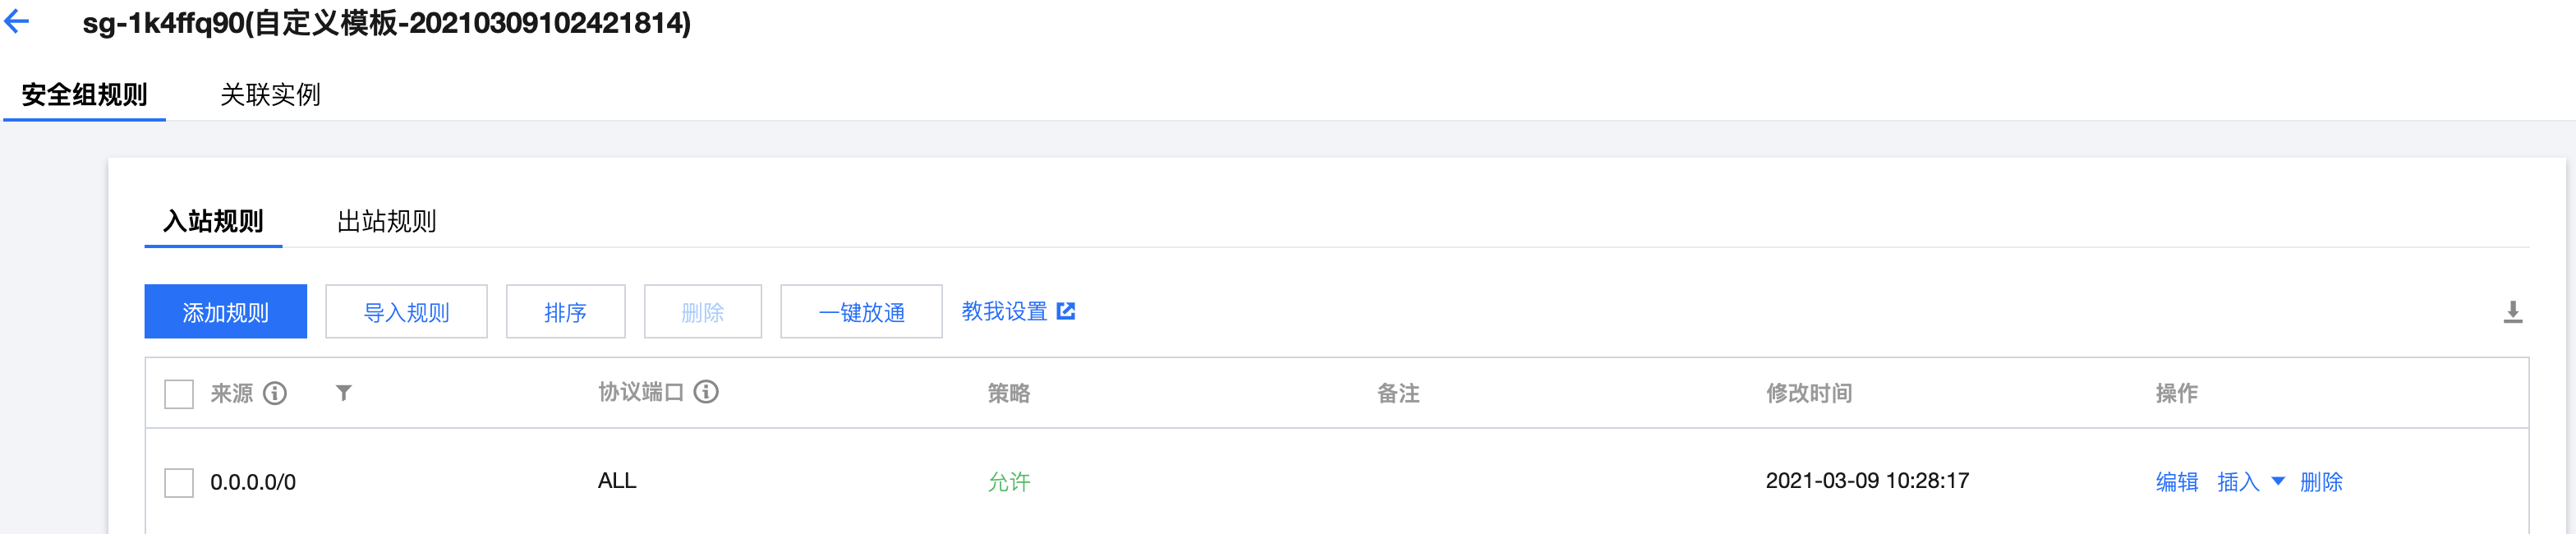 sg-1k4ffq90(自定义模板-20210309102421814)
安全组规则 关联实例
入站规则 出站规则
添加规则 导入规则 排序 删除 一键放通 教我设置
来源 协议端口 策略 备注 修改时间 操作
0.0.0.0/0 ALL 允许 2021-03-09 10:28:17 编辑 插入 删除